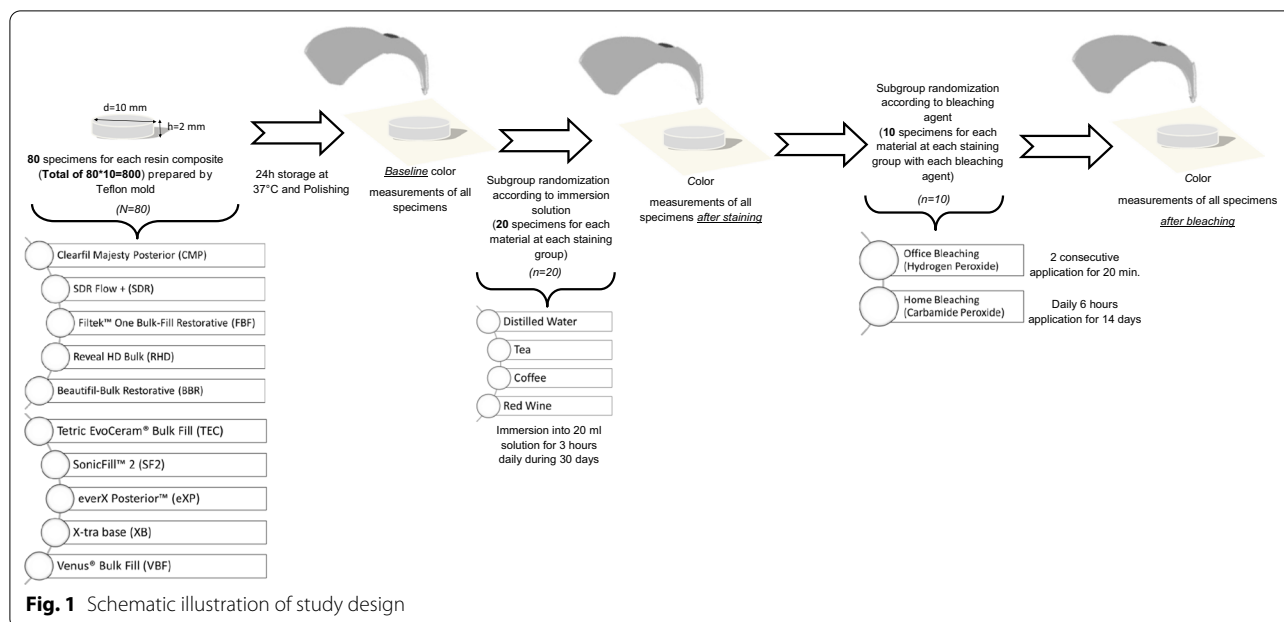 d=10 mm
h=2 mm
80 specimens for each resin composite
(Total of 80*10=800) prepared by
Teflon mold
(N=80)
Clearfil Majesty Posterior (CMP)
SDR Flow + (SDR)
Filtek™ One Bulk-Fill Restorative (FBF)
Reveal HD Bulk (RHD)
Beautifil-Bulk Restorative (BBR)
Tetric EvoCeram® Bulk Fill (TEC)
SonicFill™ 2 (SF2)
everX Posterior™ (eXP)
X-tra base (XB)
Venus® Bulk Fill (VBF)
24h storage at
37°C and Polishing
Baseline color
measurements of all
specimens
Subgroup randomization
according to immersion
solution
(20 specimens for each
material at each staining
group)
(n=20)
Distilled Water
Tea
Coffee
Red Wine
Immersion into 20 ml
solution for 3 hours
daily during 30 days
Color
measurements of all
specimens after staining
Subgroup randomization
according to bleaching
agent
(10 specimens for each
material at each staining
group with each bleaching
agent)
(n=10)
Office Bleaching
(Hydrogen Peroxide)
2 consecutive
application for 20 min.
Home Bleaching
(Carbamide Peroxide)
Daily 6 hours
application for 14 days
Color
measurements of all specimens
after bleaching
Fig. 1 Schematic illustration of study design